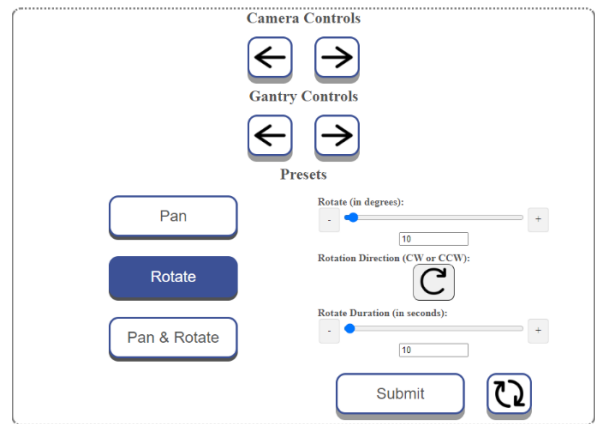 Camera Controls
Gantry Controls
Presets
Pan
Rotate
Pan & Rotate
Rotate (in degrees):
- +
10
Rotation Direction (CW or CCW):
Rotate Duration (in seconds):
- +
10
Submit